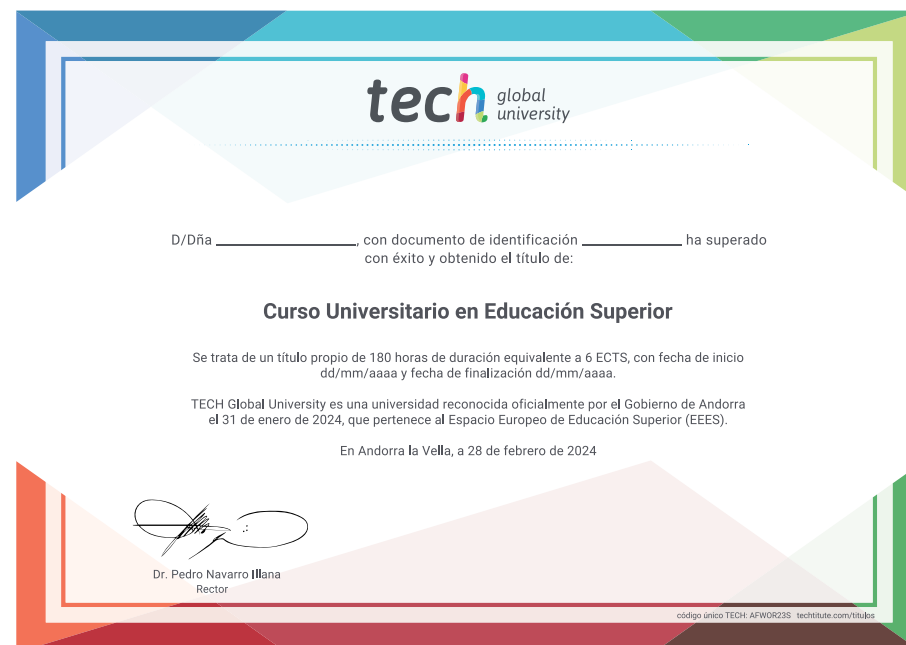 tech global university
D/Dña ______________, con documento de identificación __________ ha superado
con éxito y obtenido el título de:
Curso Universitario en Educación Superior
Se trata de un título propio de 180 horas de duración equivalente a 6 ECTS, con fecha de inicio
dd/mm/aaaa y fecha de finalización dd/mm/aaaa.
TECH Global University es una universidad reconocida oficialmente por el Gobierno de Andorra
el 31 de enero de 2024, que pertenece al Espacio Europeo de Educación Superior (EEES).
En Andorra la Vella, a 28 de febrero de 2024
Dr. Pedro Navarro Illana
Rector
código único TECH: AFWOR23S techtitute.com/titulos